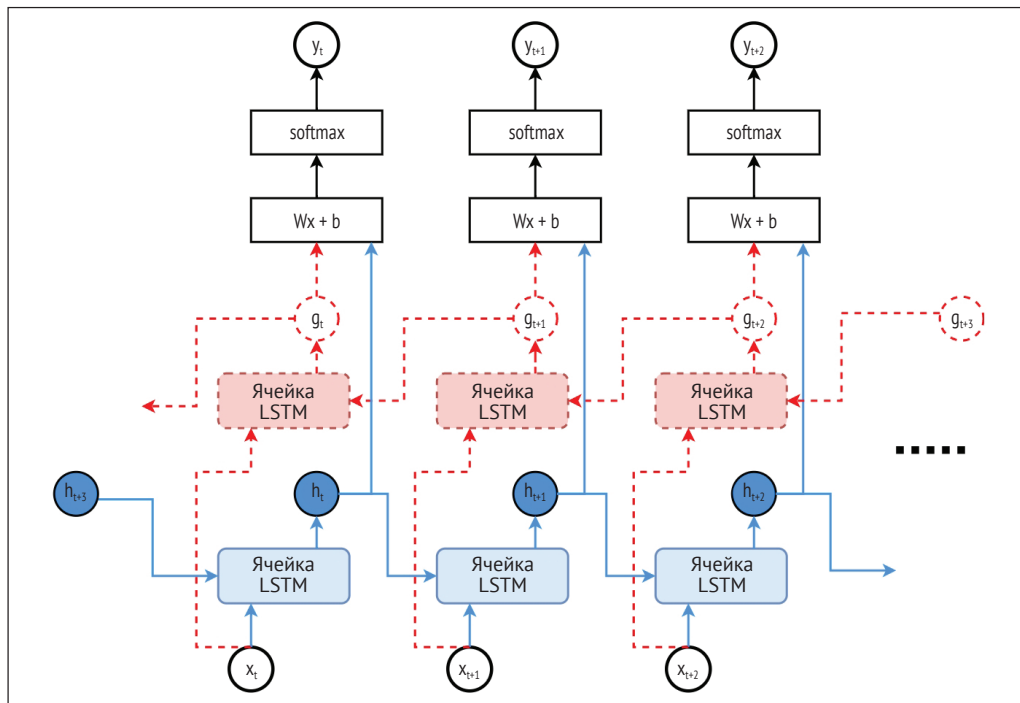 yt yt+1 yt+2
softmax softmax softmax
Wx + b Wx + b Wx + b
gt gt+1 gt+2 gt+3
Ячейка Ячейка Ячейка
LSTM LSTM LSTM
ht+3 ht ht+1 ht+2
Ячейка Ячейка Ячейка
LSTM LSTM LSTM
xt xt+1 xt+2